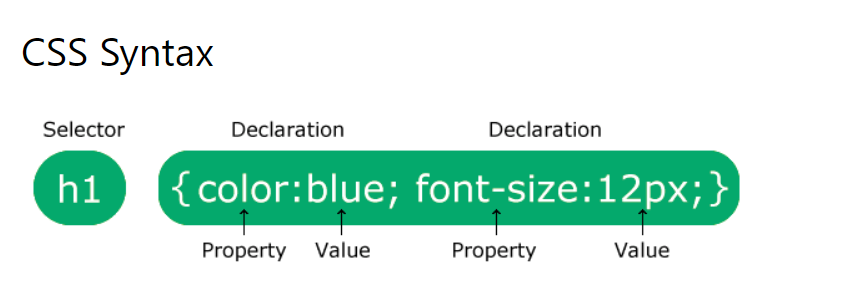 CSS Syntax
Selector Declaration Declaration
h1 {color:blue; font-size:12px;}
Property Value Property Value